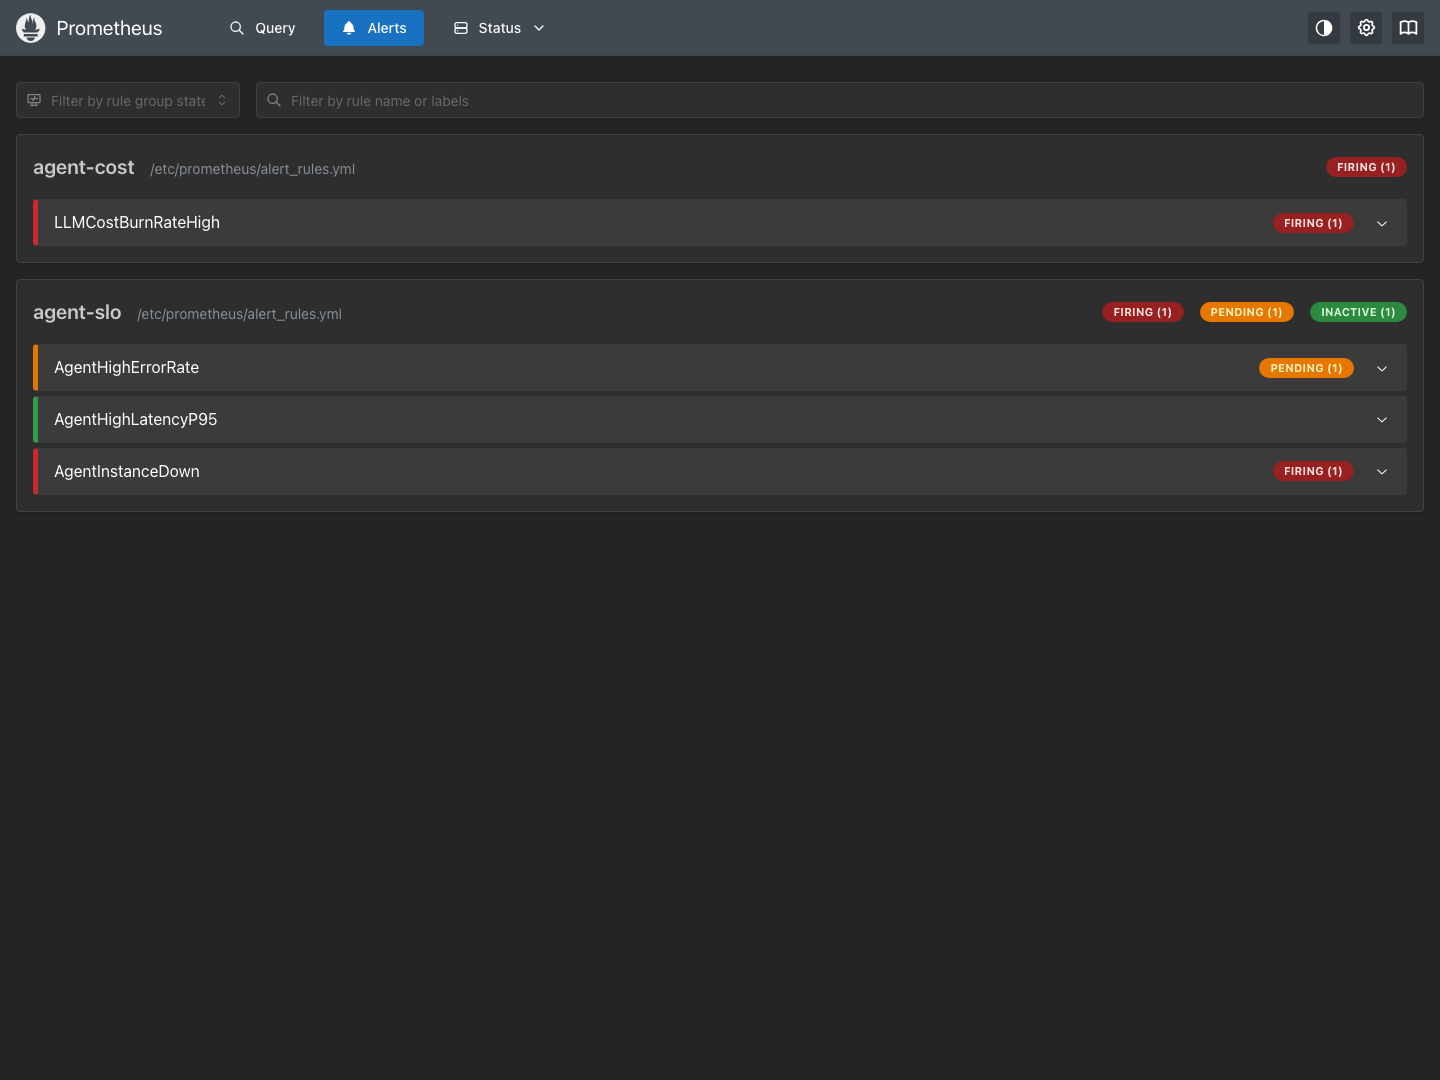 Prometheus Query Alerts Status
Filter by rule group state Filter by rule name or labels
agent-cost /etc/prometheus/alert_rules.yml FIRING (1)
LLMCostBurnRateHigh FIRING (1)
agent-slo /etc/prometheus/alert_rules.yml FIRING (1) PENDING (1) INACTIVE (1)
AgentHighErrorRate PENDING (1)
AgentHighLatencyP95
AgentInstanceDown FIRING (1)